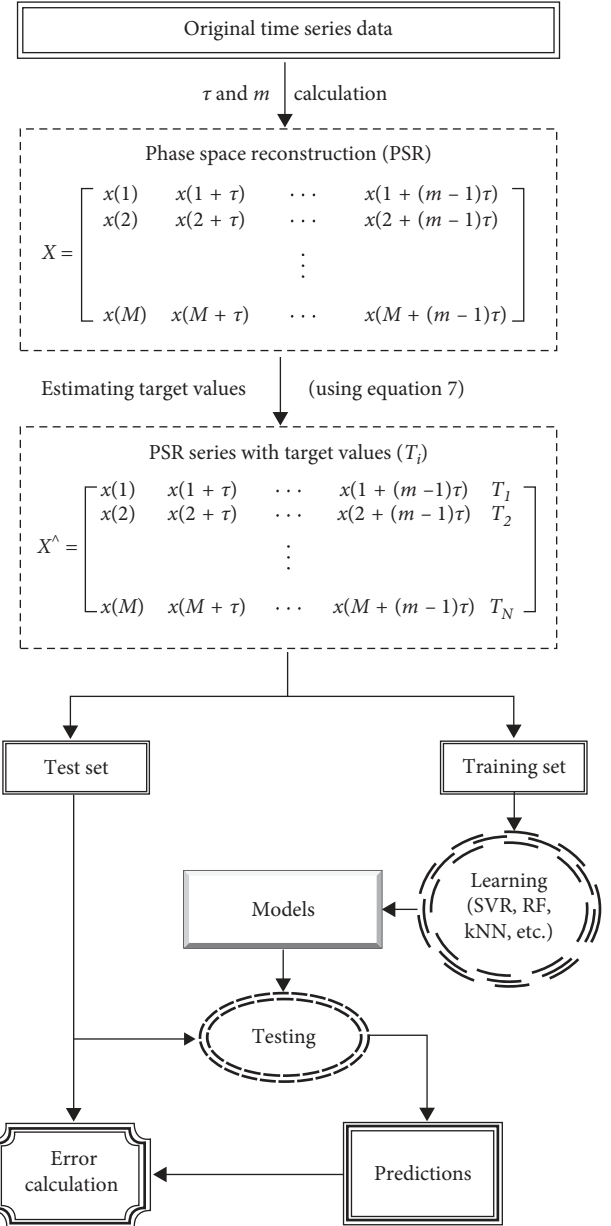 Original time series data
τ and m calculation
Phase space reconstruction (PSR)
x(1) x(1 + τ) · · · x(1 + (m – 1)τ)
x(2) x(2 + τ) · · · x(2 + (m – 1)τ)
X =
x(M) x(M + τ) · · · x(M + (m – 1)τ)
Estimating target values (using equation 7)
PSR series with target values (T_i)
x(1) x(1 + τ) · · · x(1 + (m –1)τ) T_1
x(2) x(2 + τ) · · · x(2 + (m – 1)τ) T_2
X^ =
x(M) x(M + τ) · · · x(M + (m – 1)τ) T_N
Test set
Training set
Learning
(SVR, RF,
kNN, etc.)
Models
Testing
Error
calculation
Predictions